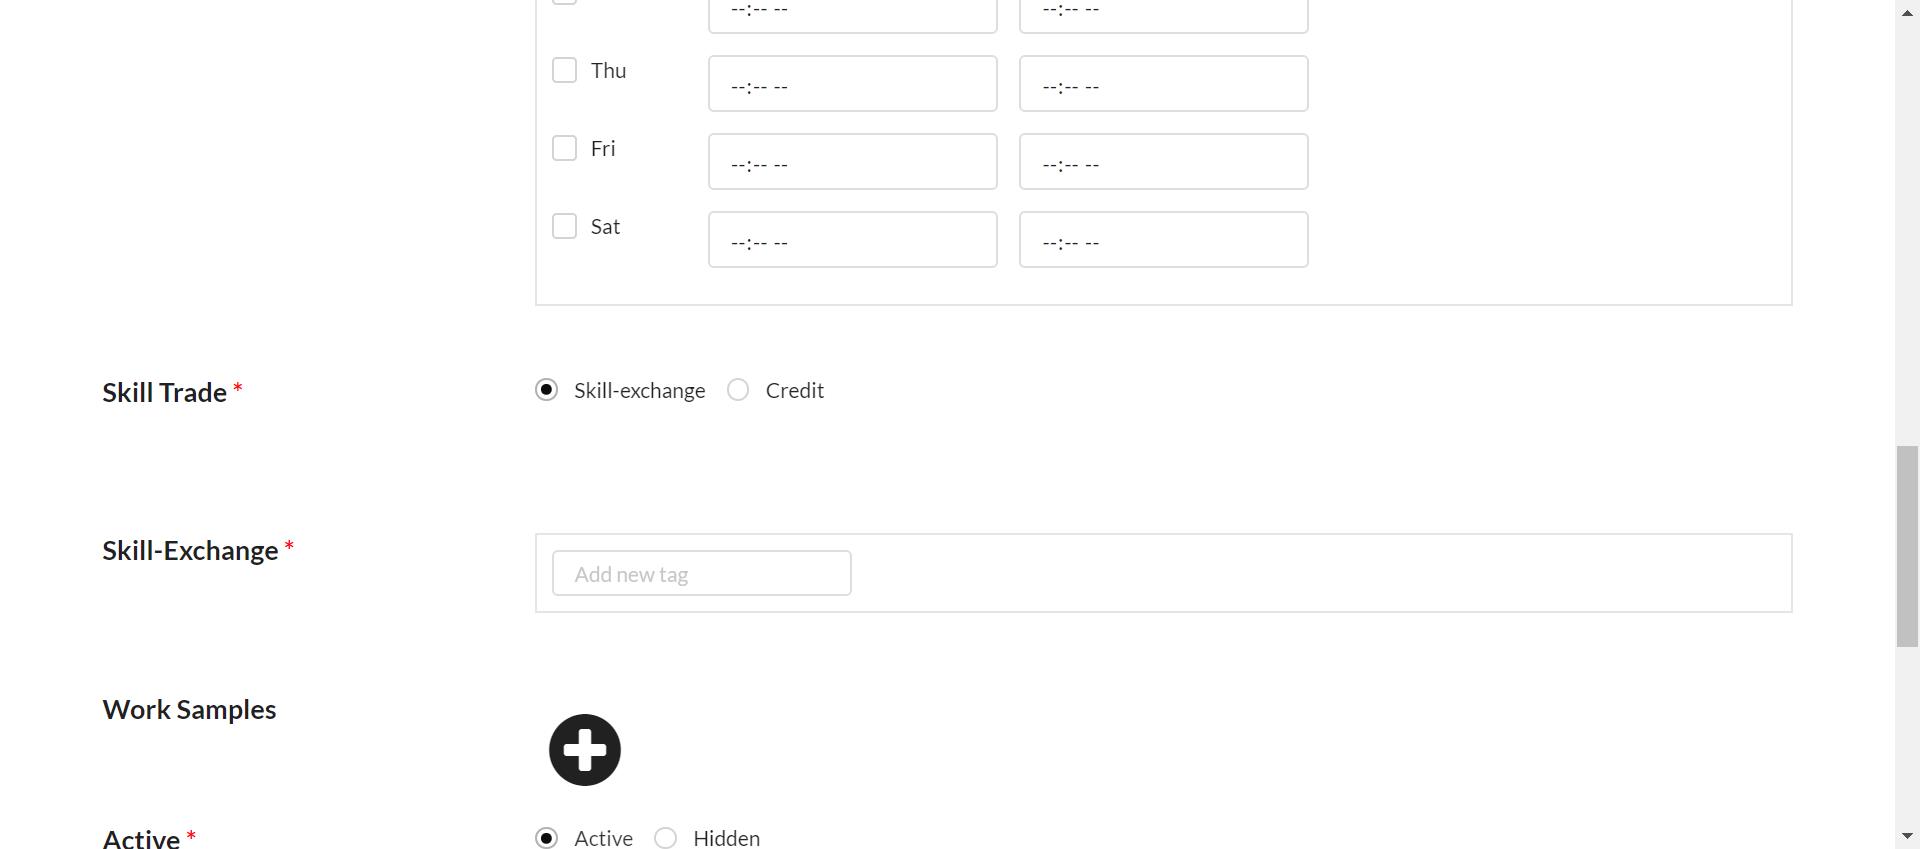 --:-- -- --:-- --
Thu --:-- -- --:-- --
Fri --:-- -- --:-- --
Sat --:-- -- --:-- --
Skill Trade * Skill-exchange Credit
Skill-Exchange * Add new tag
Work Samples
Active * Active Hidden